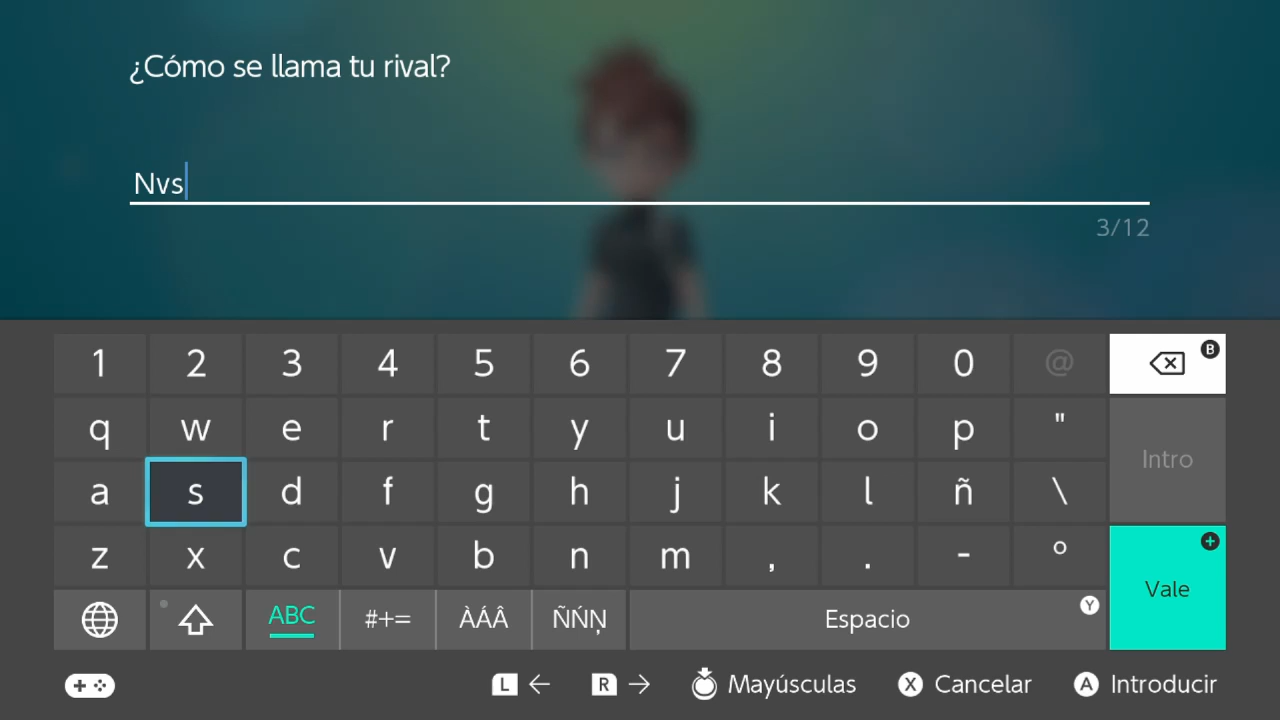 ¿Cómo se llama tu rival?
Nvs
3/12
1 2 3 4 5 6 7 8 9 0 @ B
q w e r t y u i o p "
Intro
a s d f g h j k l ñ \
z x c v b n m , . - º
Vale
ABC #+= ÀÁÂ ÑŃŅ Espacio Y
L ← R → Mayúsculas X Cancelar A Introducir